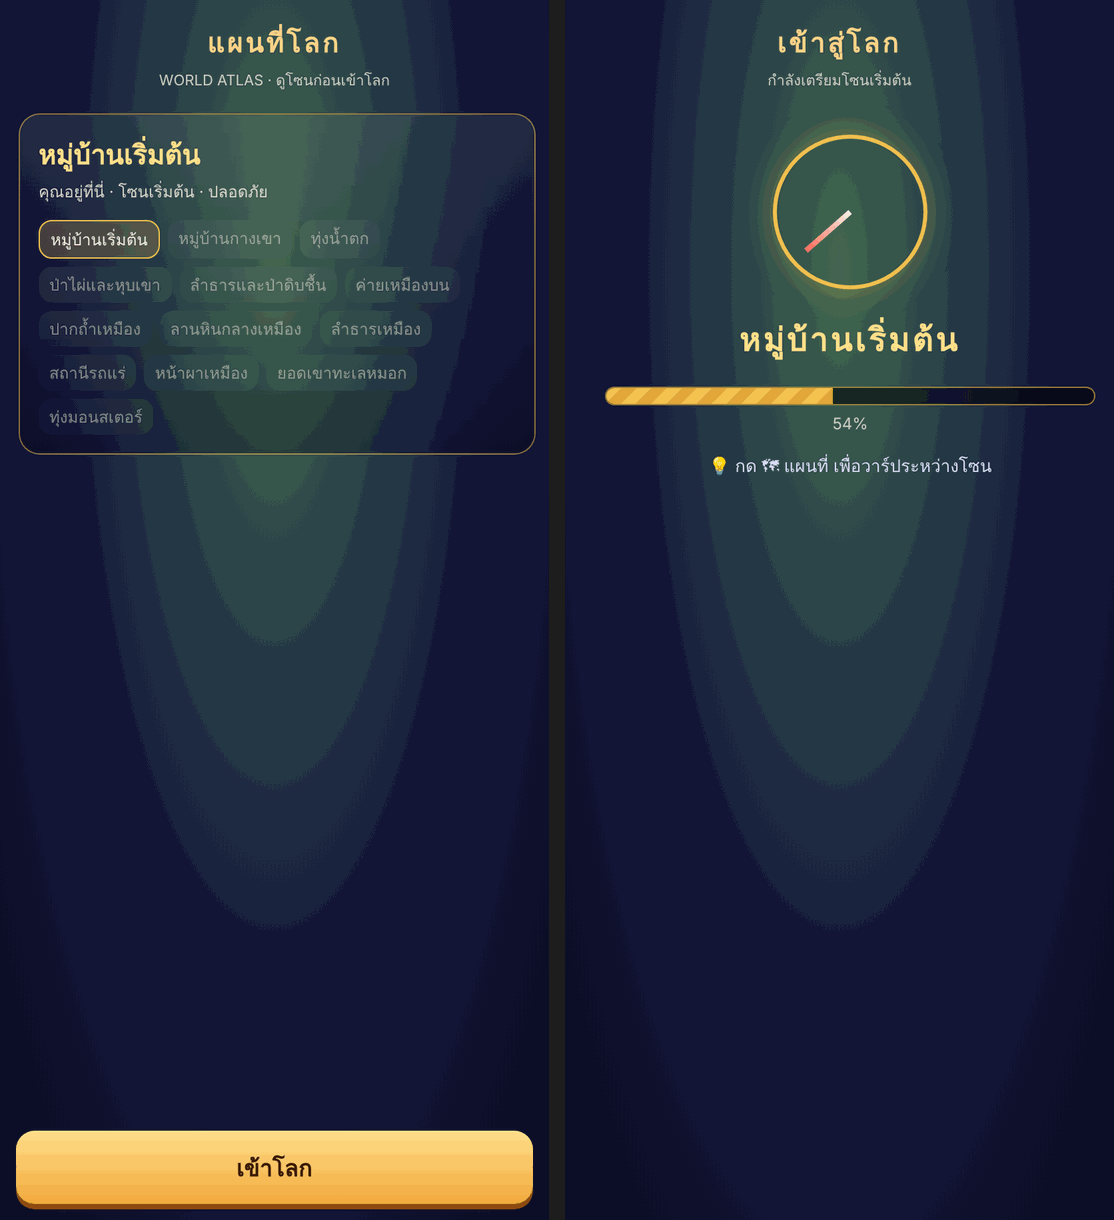 แผนที่โลก
WORLD ATLAS · ดูโซนก่อนเข้าโลก
หมู่บ้านเริ่มต้น
คุณอยู่ที่นี่ · โซนเริ่มต้น · ปลอดภัย
หมู่บ้านเริ่มต้น หมู่บ้านกางเขา ทุ่งน้ำตก
ป่าไผ่และหุบเขา ลำธารและป่าดิบชื้น ค่ายเหมืองบน
ปากถ้ำเหมือง ลานหินกลางเหมือง ลำธารเหมือง
สถานีรถแร่ หน้าผาเหมือง ยอดเขาทะเลหมอก
ทุ่งมอนสเตอร์
เข้าโลก
เข้าสู่โลก
กำลังเตรียมโซนเริ่มต้น
หมู่บ้านเริ่มต้น
54%
💡 กด 🗺 แผนที่ เพื่อวาร์ประหว่างโซน